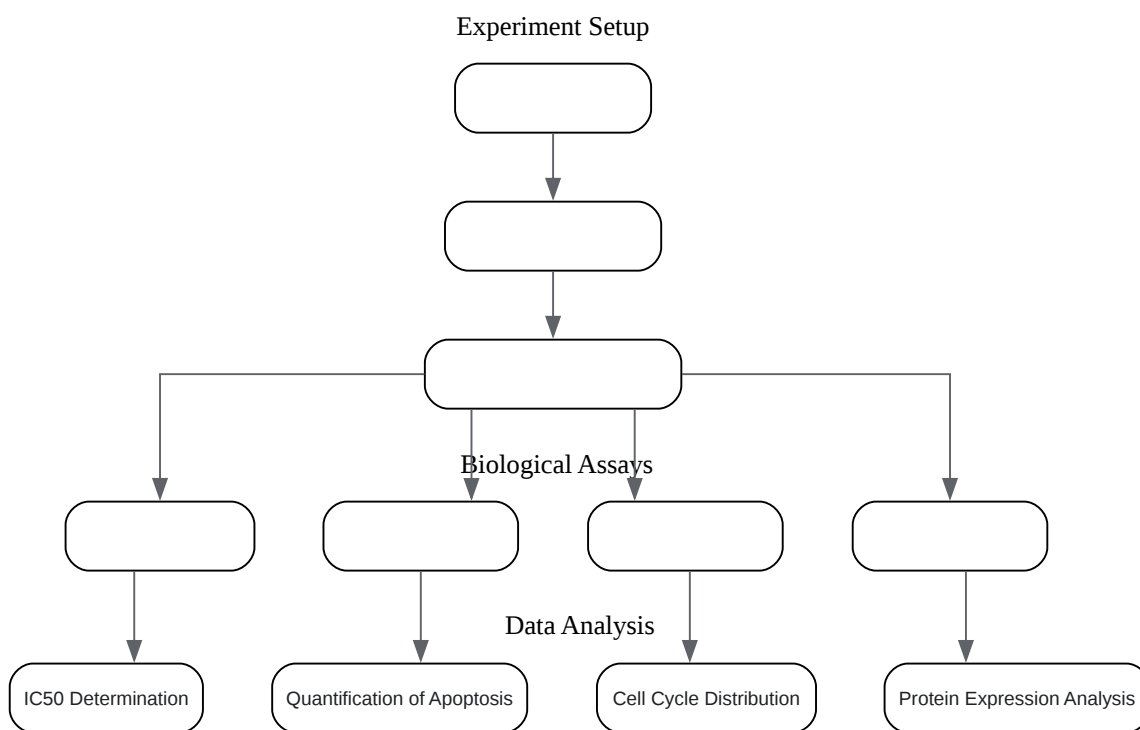 Experiment Setup
Biological Assays
Data Analysis
IC50 Determination
Quantification of Apoptosis
Cell Cycle Distribution
Protein Expression Analysis